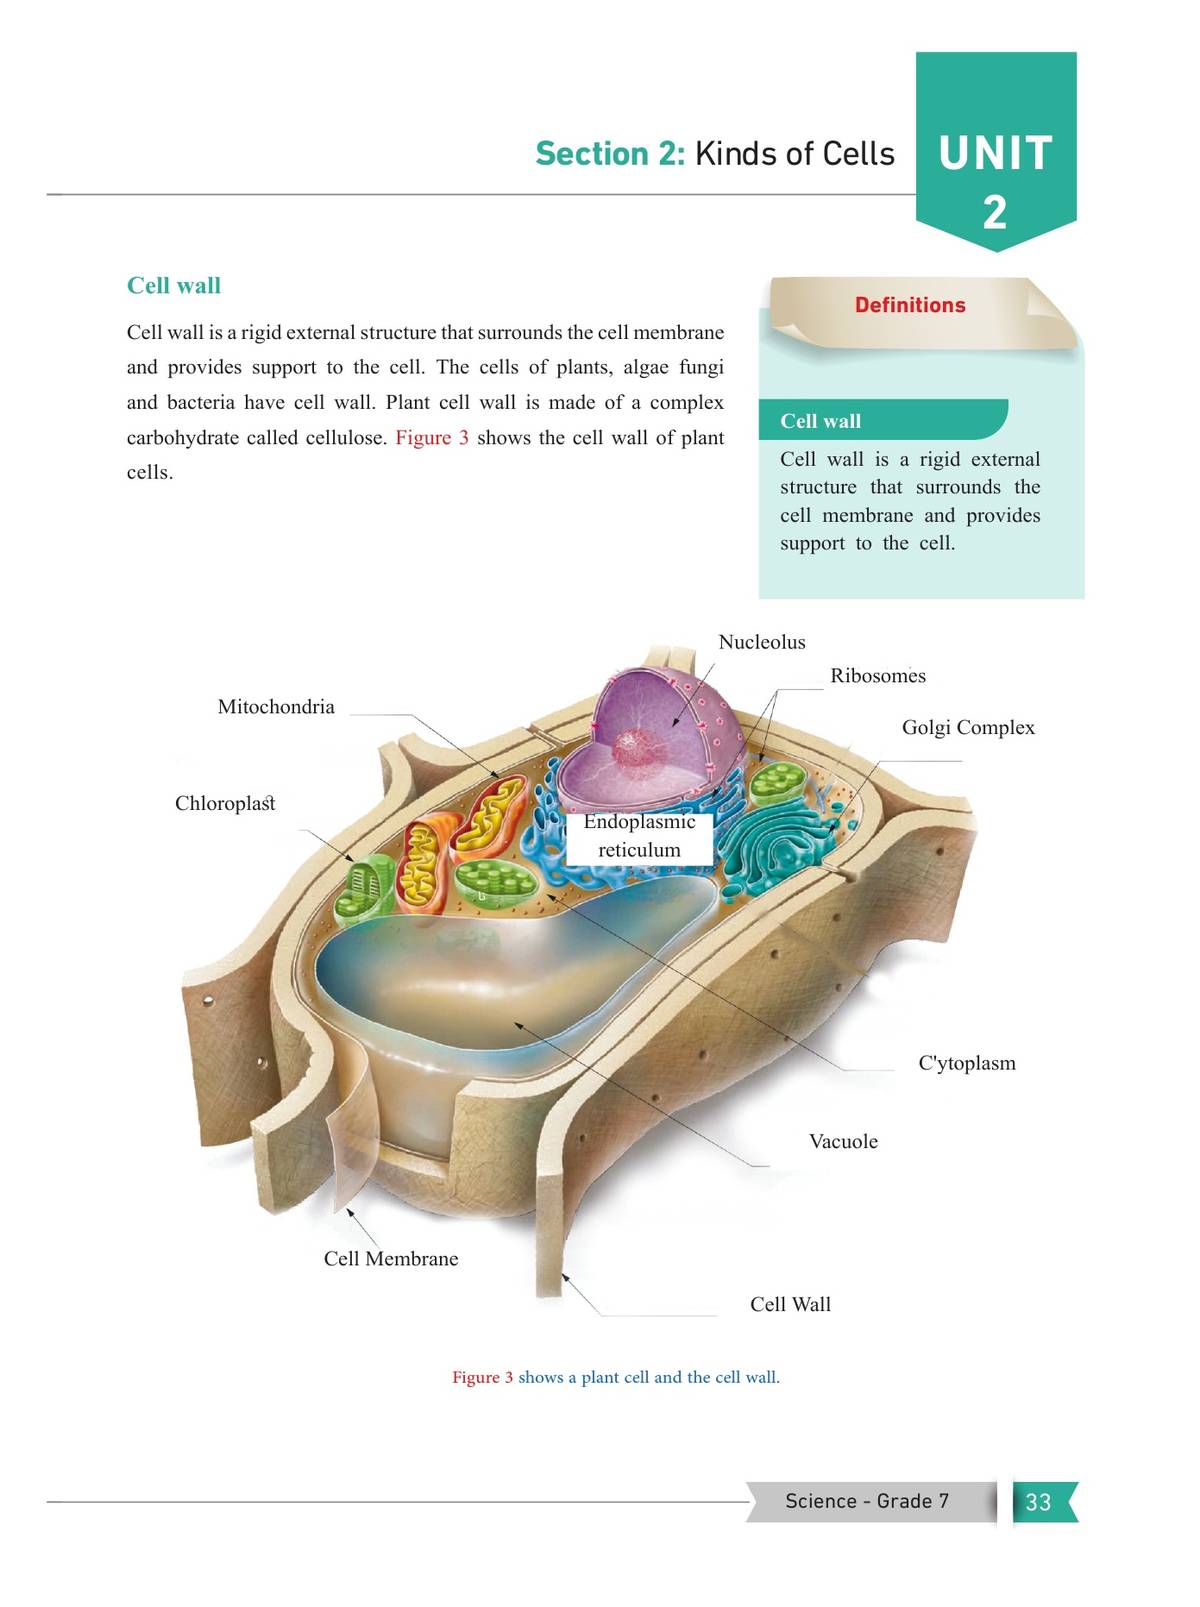 Section 2: Kinds of Cells
UNIT
2
Cell wall
Cell wall is a rigid external structure that surrounds the cell membrane
and provides support to the cell. The cells of plants, algae fungi
and bacteria have cell wall. Plant cell wall is made of a complex
carbohydrate called cellulose. Figure 3 shows the cell wall of plant
cells.
Definitions
Cell wall
Cell wall is a rigid external
structure that surrounds the
cell membrane and provides
support to the cell.
Nucleolus
Ribosomes
Mitochondria
Golgi Complex
Chloroplast
Endoplasmic
reticulum
C'ytoplasm
Vacuole
Cell Membrane
Cell Wall
Figure 3 shows a plant cell and the cell wall.
Science - Grade 7
33